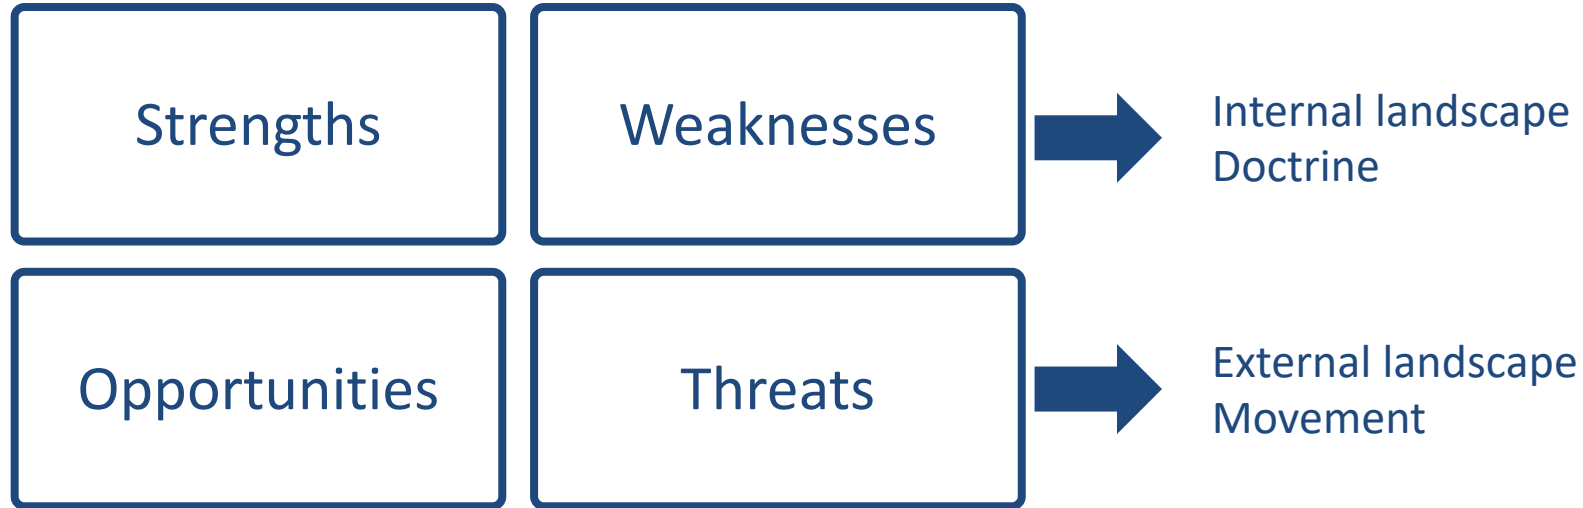 Strengths
Weaknesses
Internal landscape
Doctrine
Opportunities
Threats
External landscape
Movement